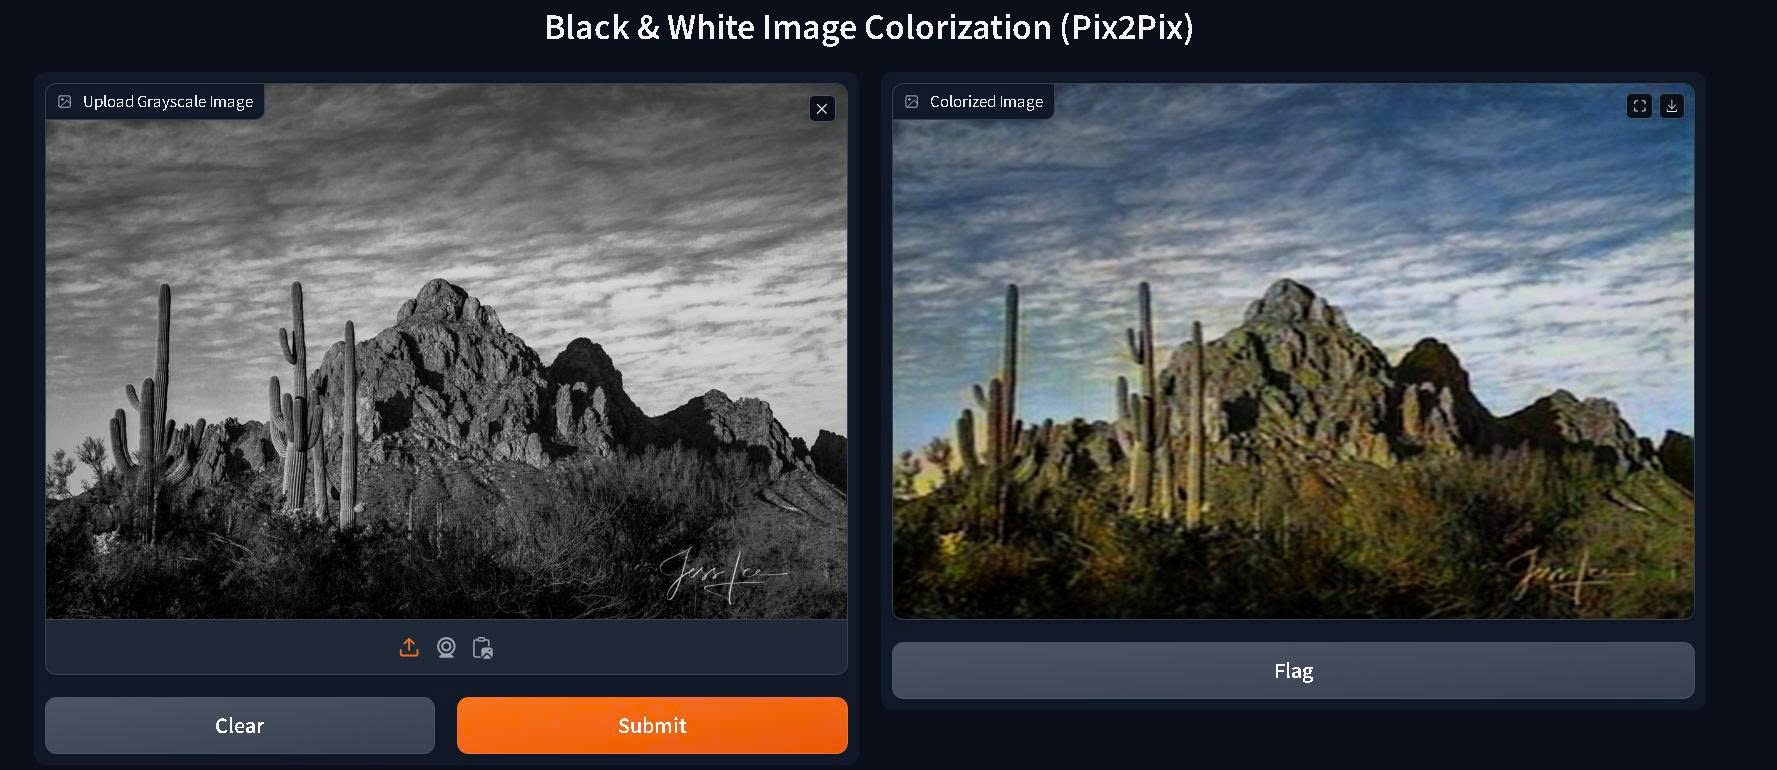 Black & White Image Colorization (Pix2Pix)
Upload Grayscale Image
Jess Lee
Clear
Submit
Colorized Image
Jess Lee
Flag